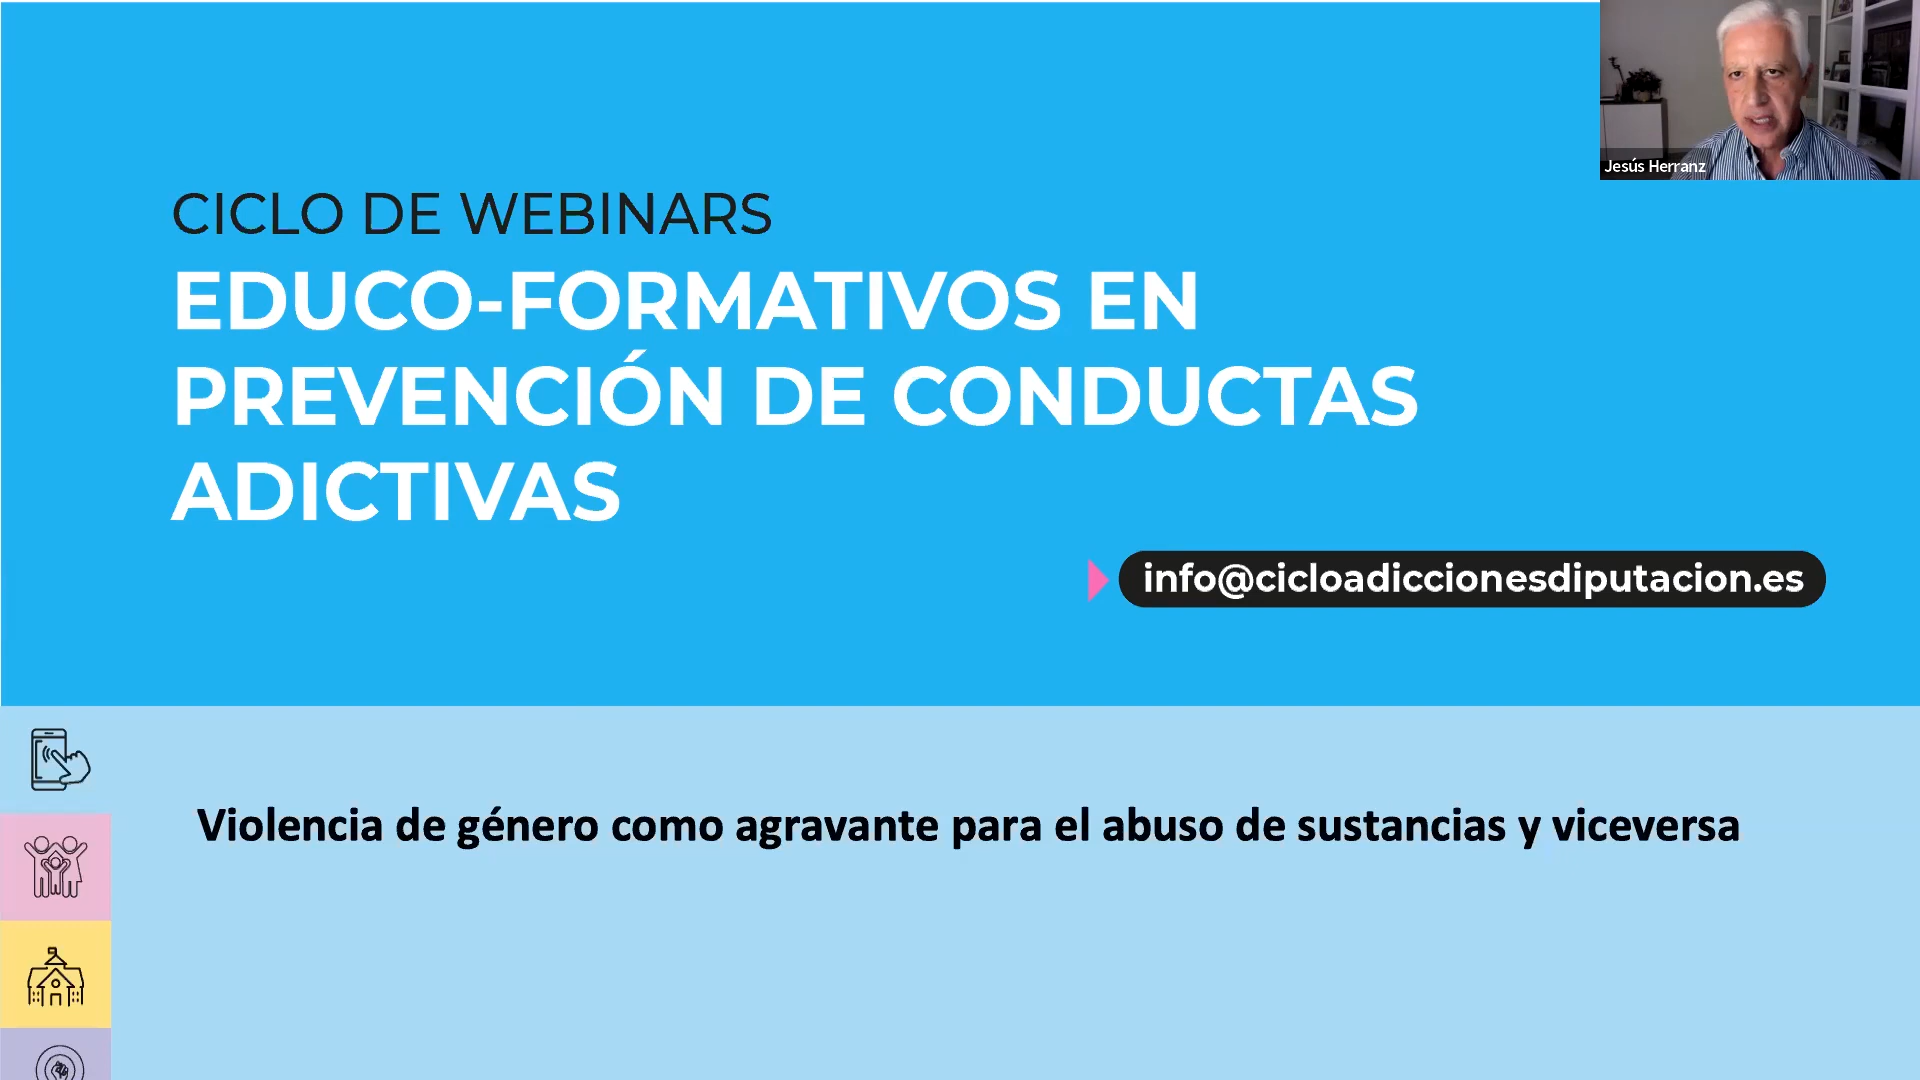 Jesús Herranz
CICLO DE WEBINARS
EDUCO-FORMATIVOS EN
PREVENCIÓN DE CONDUCTAS
ADICTIVAS
info@cicloadiccionesdiputacion.es
Violencia de género como agravante para el abuso de sustancias y viceversa